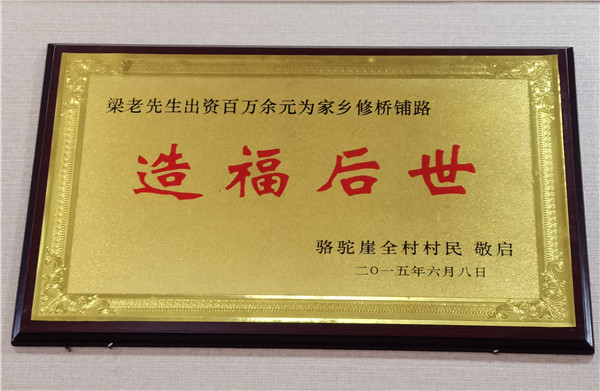 梁老先生出资百万余元为家乡修桥铺路
造福后世
骆驼崖全村村民 敬启
二〇一五年六月八日